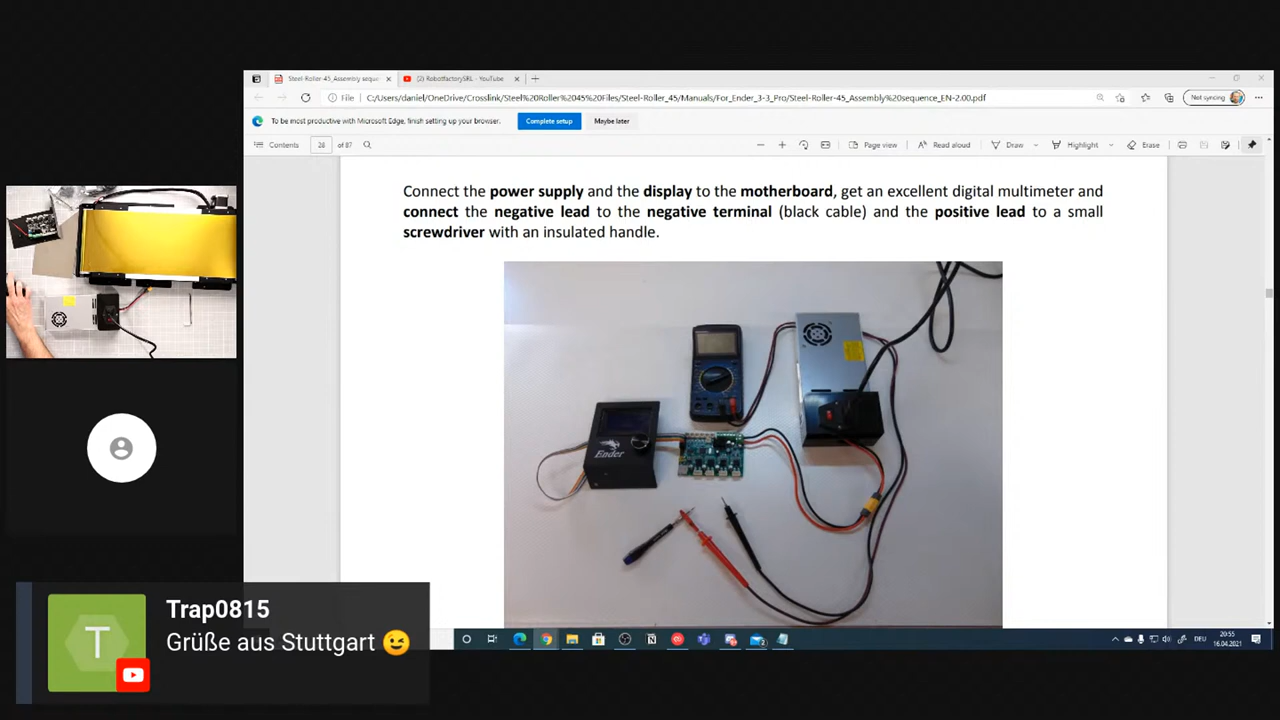 Steel-Roller-45_Assembly seque
(2) RobotfactorySRL - YouTube
File
C:/Users/daniel/OneDrive/Crosslink/Steel%20Roller%2045%20Files/Steel-Roller_45/Manuals/For_Ender_3-3_Pro/Steel-Roller-45_Assembly%20sequence_EN-2.00.pdf
Not syncing
To be most productive with Microsoft Edge, finish setting up your browser.
Complete setup
Maybe later
Contents
28
of 87
Page view
Read aloud
Draw
Highlight
Erase
Connect the power supply and the display to the motherboard, get an excellent digital multimeter and
connect the negative lead to the negative terminal (black cable) and the positive lead to a small
screwdriver with an insulated handle.
Ender
T
Trap0815
Grüße aus Stuttgart 😉
DEU
20:55
16.04.2021